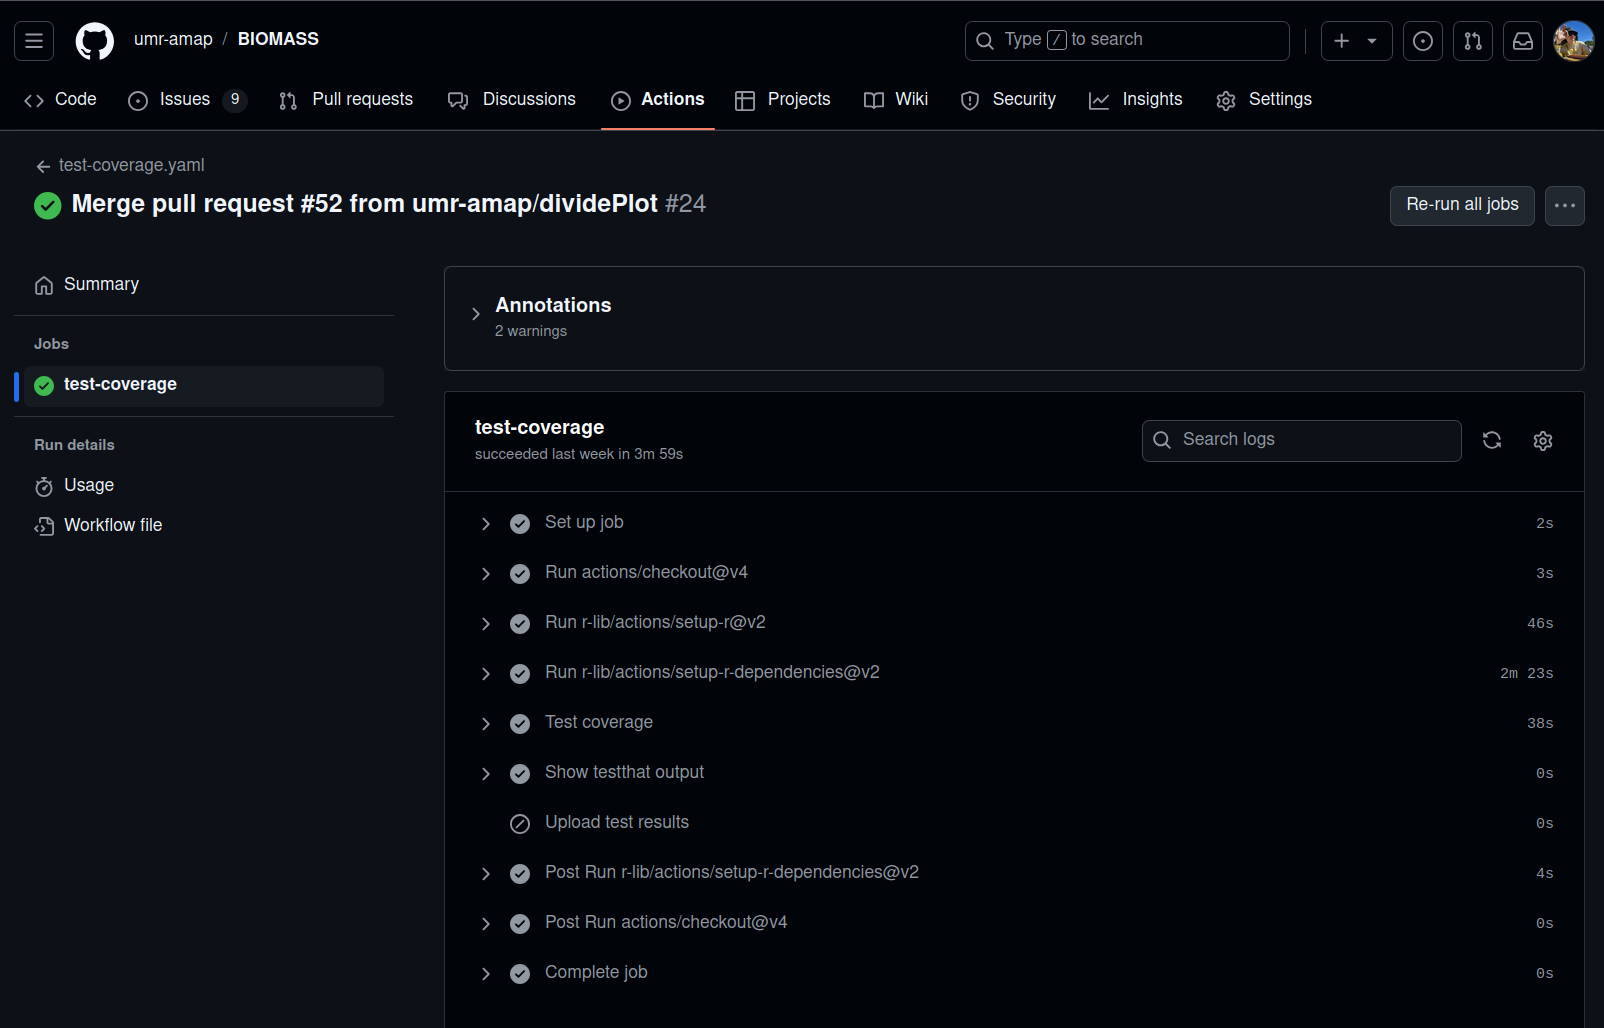 umr-amap / BIOMASS
Type / to search
Code
Issues 9
Pull requests
Discussions
Actions
Projects
Wiki
Security
Insights
Settings
test-coverage.yaml
Merge pull request #52 from umr-amap/dividePlot #24
Re-run all jobs
Summary
Jobs
test-coverage
Run details
Usage
Workflow file
Annotations
2 warnings
test-coverage
succeeded last week in 3m 59s
Search logs
Set up job 2s
Run actions/checkout@v4 3s
Run r-lib/actions/setup-r@v2 46s
Run r-lib/actions/setup-r-dependencies@v2 2m 23s
Test coverage 38s
Show testthat output 0s
Upload test results 0s
Post Run r-lib/actions/setup-r-dependencies@v2 4s
Post Run actions/checkout@v4 0s
Complete job 0s